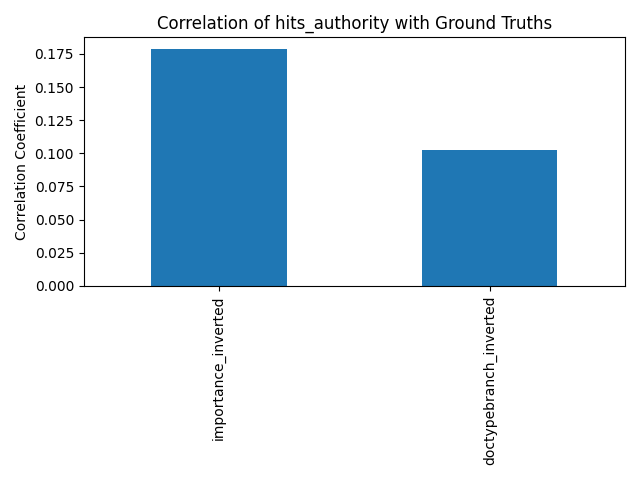 Correlation of hits_authority with Ground Truths
Correlation Coefficient
0.175
0.150
0.125
0.100
0.075
0.050
0.025
0.000
importance_inverted
doctypebranch_inverted